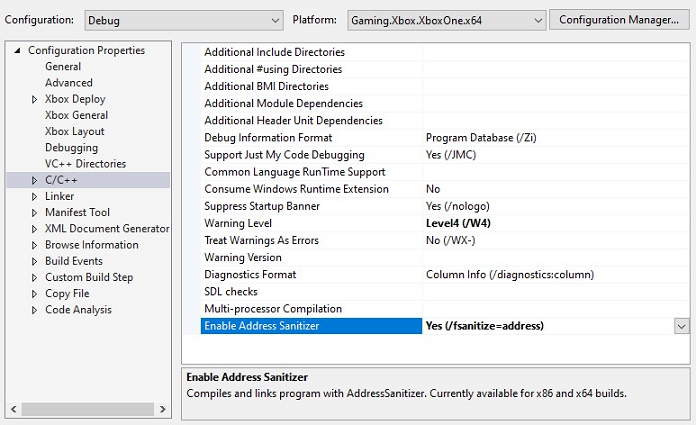 Configuration: Debug Platform: Gaming.Xbox.XboxOne.x64 Configuration Manager...
Configuration Properties
General
Advanced
Xbox Deploy
Xbox General
Xbox Layout
Debugging
VC++ Directories
C/C++
Linker
Manifest Tool
XML Document Generator
Browse Information
Build Events
Custom Build Step
Copy File
Code Analysis
Additional Include Directories
Additional #using Directories
Additional BMI Directories
Additional Module Dependencies
Additional Header Unit Dependencies
Debug Information Format Program Database (/Zi)
Support Just My Code Debugging Yes (/JMC)
Common Language RunTime Support
Consume Windows Runtime Extension No
Suppress Startup Banner Yes (/nologo)
Warning Level Level4 (/W4)
Treat Warnings As Errors No (/WX-)
Warning Version
Diagnostics Format Column Info (/diagnostics:column)
SDL checks
Multi-processor Compilation
Enable Address Sanitizer Yes (/fsanitize=address)
Enable Address Sanitizer
Compiles and links program with AddressSanitizer. Currently available for x86 and x64 builds.